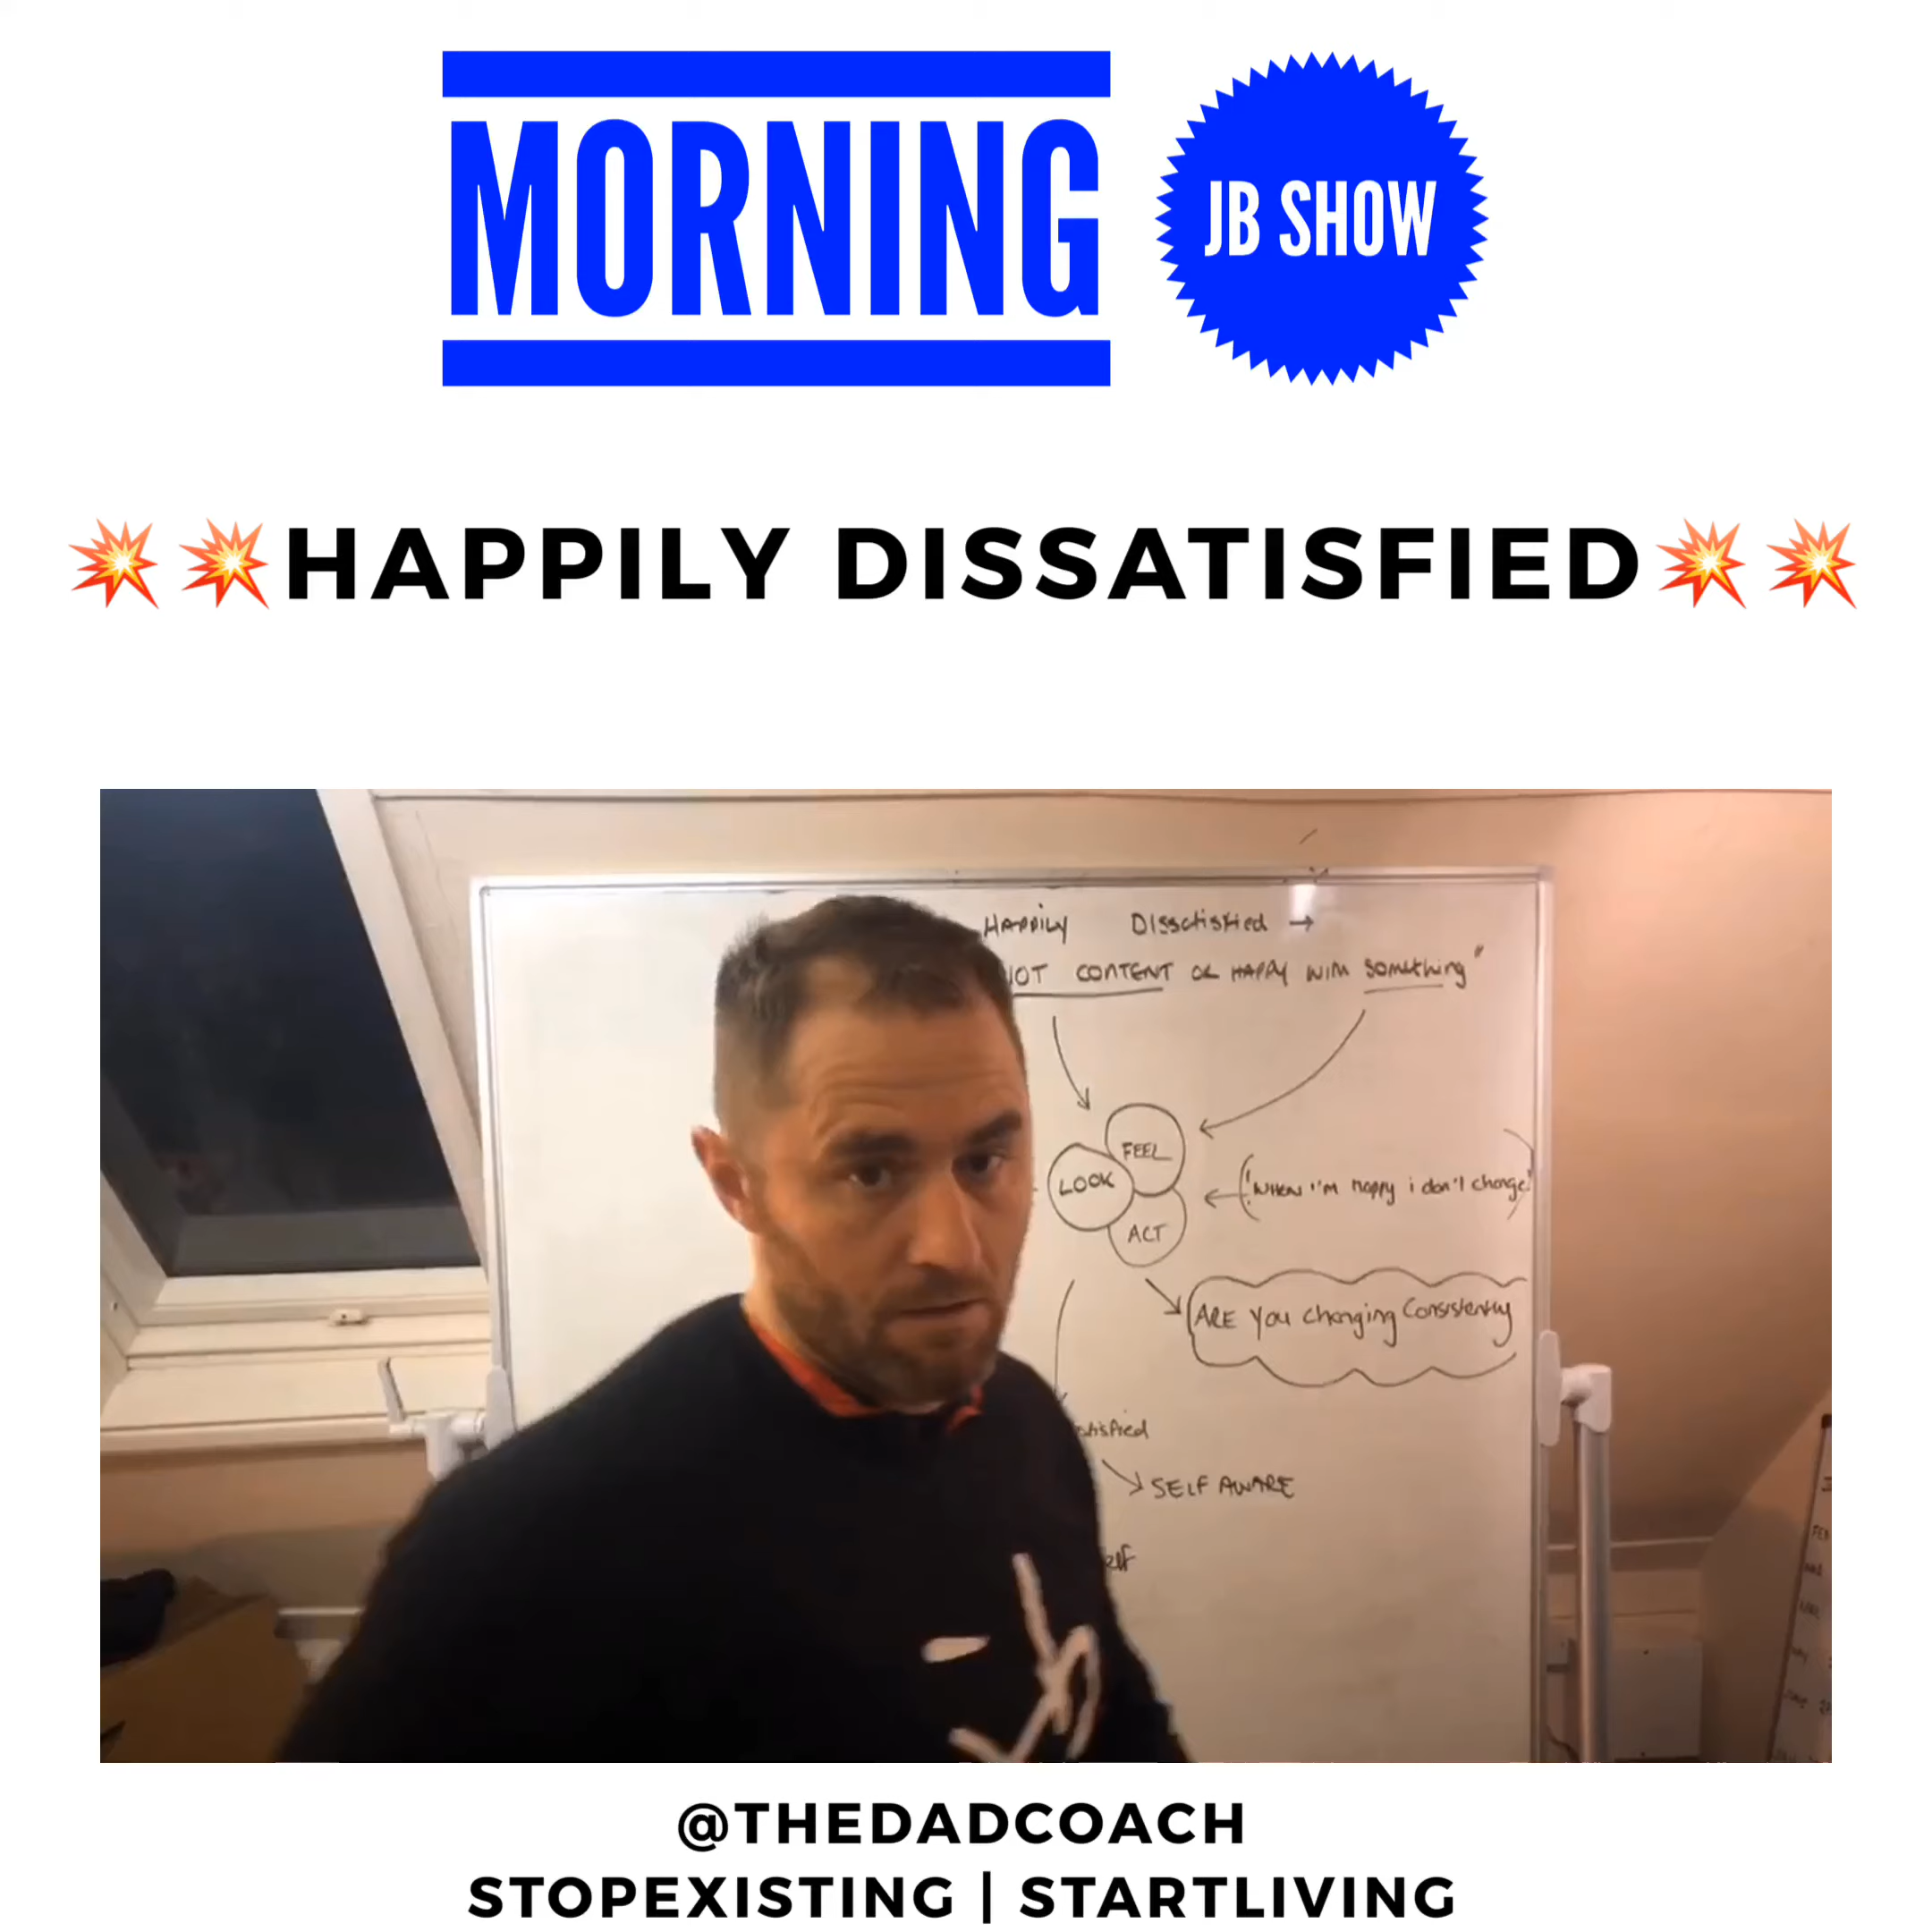 MORNING
JB SHOW
💥💥HAPPILY DISSATISFIED💥💥
HAPPILY DISSATISFIED →
NOT CONTENT OR HAPPY WITH something"
FEEL
LOOK
ACT
"WHEN I'M happy i don't change"
ARE you changing Consistently
SELF AWARE
@THEDADCOACH
STOPEXISTING | STARTLIVING